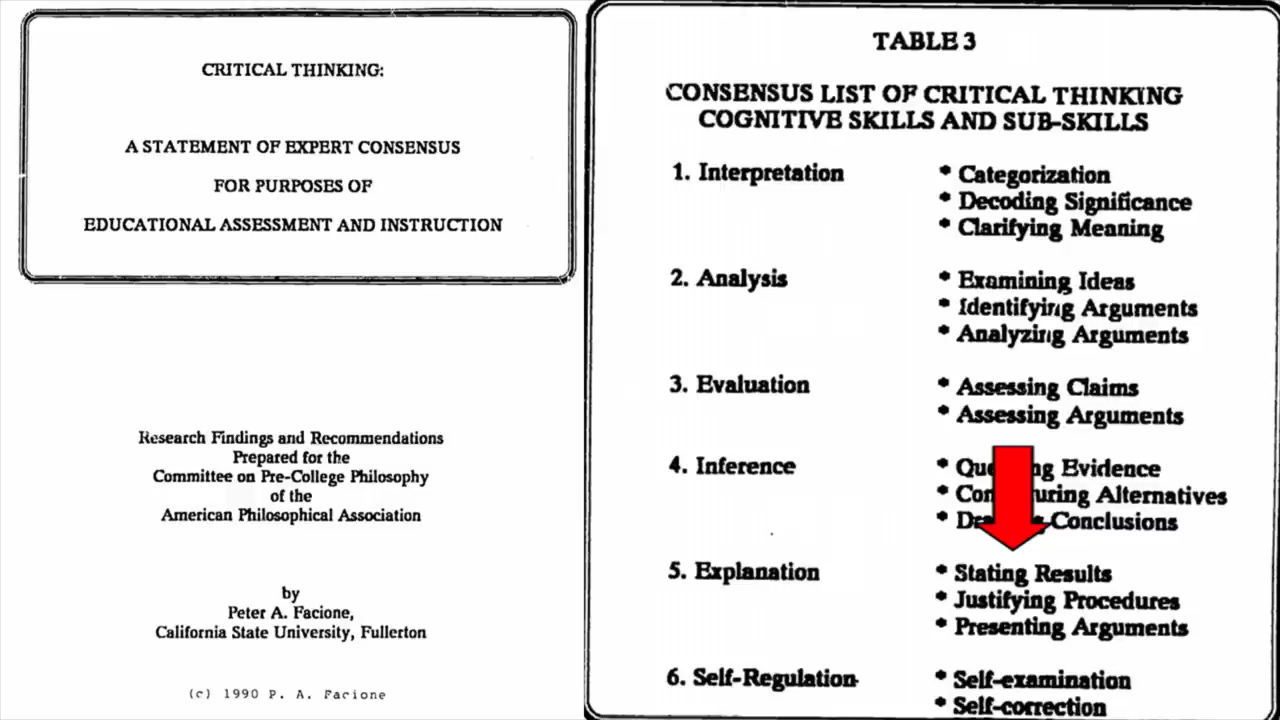 CRITICAL THINKING:
A STATEMENT OF EXPERT CONSENSUS
FOR PURPOSES OF
EDUCATIONAL ASSESSMENT AND INSTRUCTION
Research Findings and Recommendations
Prepared for the
Committee on Pre-College Philosophy
of the
American Philosophical Association
by
Peter A. Facione,
California State University, Fullerton
(c) 1990 P. A. Facione
TABLE 3
CONSENSUS LIST OF CRITICAL THINKING
COGNITIVE SKILLS AND SUB-SKILLS
1. Interpretation
* Categorization
* Decoding Significance
* Clarifying Meaning
2. Analysis
* Examining Ideas
* Identifying Arguments
* Analyzing Arguments
3. Evaluation
* Assessing Claims
* Assessing Arguments
4. Inference
* Evidence
* Alternatives
* Conclusions
5. Explanation
* Stating Results
* Justifying Procedures
* Presenting Arguments
6. Self-Regulation
* Self-examination
* Self-correction